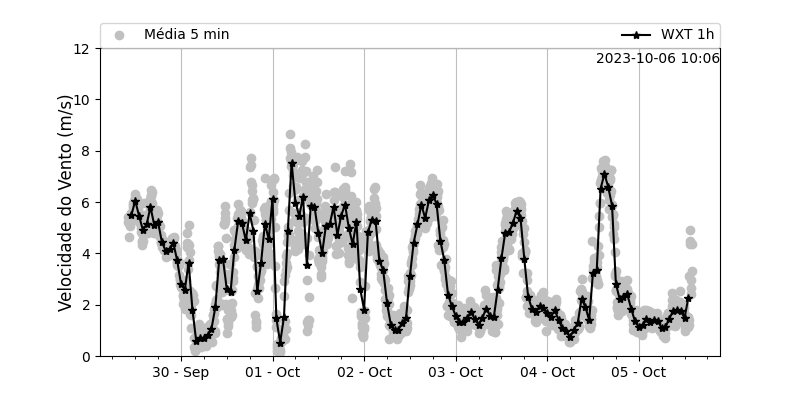 Média 5 min
WXT 1h
2023-10-06 10:06
Velocidade do Vento (m/s)
12
10
8
6
4
2
0
30 - Sep
01 - Oct
02 - Oct
03 - Oct
04 - Oct
05 - Oct